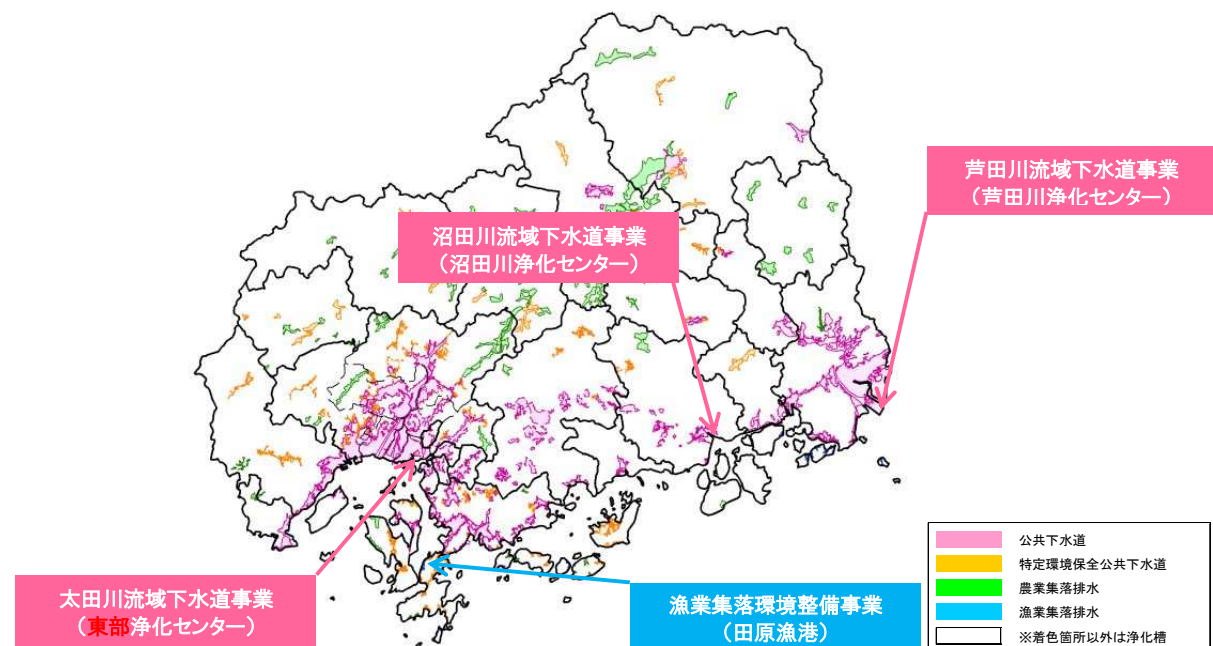 芦田川流域下水道事業
（芦田川浄化センター）
沼田川流域下水道事業
（沼田川浄化センター）
太田川流域下水道事業
（東部浄化センター）
漁業集落環境整備事業
（田原漁港）
公共下水道
特定環境保全公共下水道
農業集落排水
漁業集落排水
※着色箇所以外は浄化槽